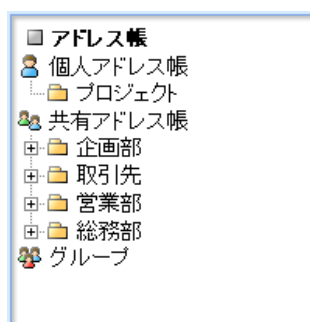 アドレス帳
個人アドレス帳
プロジェクト
共有アドレス帳
企画部
取引先
営業部
総務部
グループ